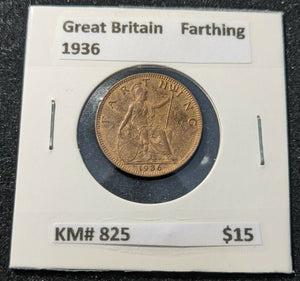 Great Britain Farthing
1936
FARTHING
1936
KM# 825 $15